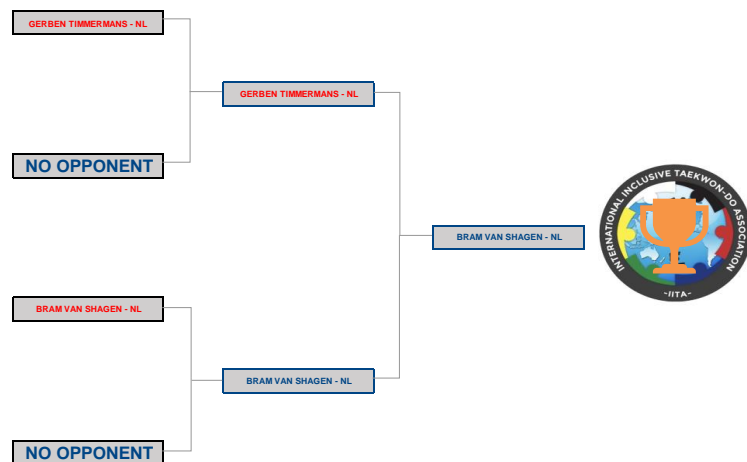 GERBEN TIMMERMANS - NL
GERBEN TIMMERMANS - NL
NO OPPONENT
INTERNATIONAL INCLUSIVE TAEKWON-DO ASSOCIATION
BRAM VAN SHAGEN - NL
~IITA~
BRAM VAN SHAGEN - NL
BRAM VAN SHAGEN - NL
NO OPPONENT